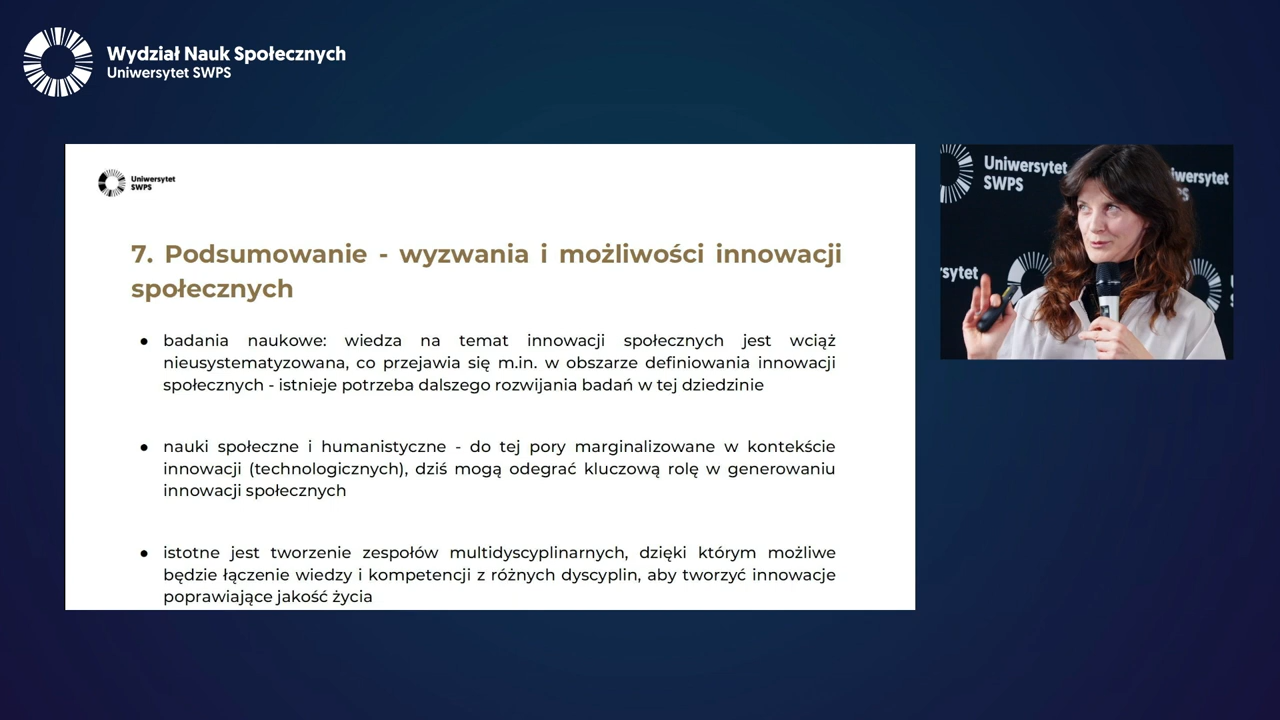 Wydział Nauk Społecznych
Uniwersytet SWPS
Uniwersytet
SWPS
7. Podsumowanie - wyzwania i możliwości innowacji
społecznych
• badania naukowe: wiedza na temat innowacji społecznych jest wciąż
nieusystematyzowana, co przejawia się m.in. w obszarze definiowania innowacji
społecznych - istnieje potrzeba dalszego rozwijania badań w tej dziedzinie
• nauki społeczne i humanistyczne - do tej pory marginalizowane w kontekście
innowacji (technologicznych), dziś mogą odegrać kluczową rolę w generowaniu
innowacji społecznych
• istotne jest tworzenie zespołów multidyscyplinarnych, dzięki którym możliwe
będzie łączenie wiedzy i kompetencji z różnych dyscyplin, aby tworzyć innowacje
poprawiające jakość życia
Uniwersytet
SWPS
iwersytet
rsytet